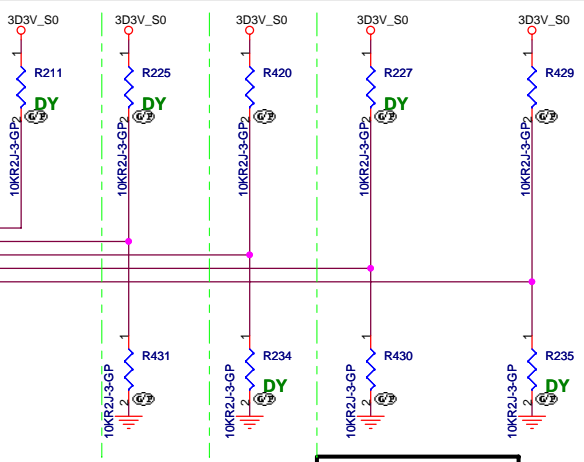 3D3V_S0 3D3V_S0 3D3V_S0 3D3V_S0 3D3V_S0
1 1 1 1 1
R211 R225 R420 R227 R429
DY DY DY
2 2 2 2 2
G/P G/P G/P G/P G/P
10KR2J-3-GP 10KR2J-3-GP 10KR2J-3-GP 10KR2J-3-GP 10KR2J-3-GP
1 1 1 1
R431 R234 R430 R235
DY DY
2 2 2 2
G/P G/P G/P G/P
10KR2J-3-GP 10KR2J-3-GP 10KR2J-3-GP 10KR2J-3-GP